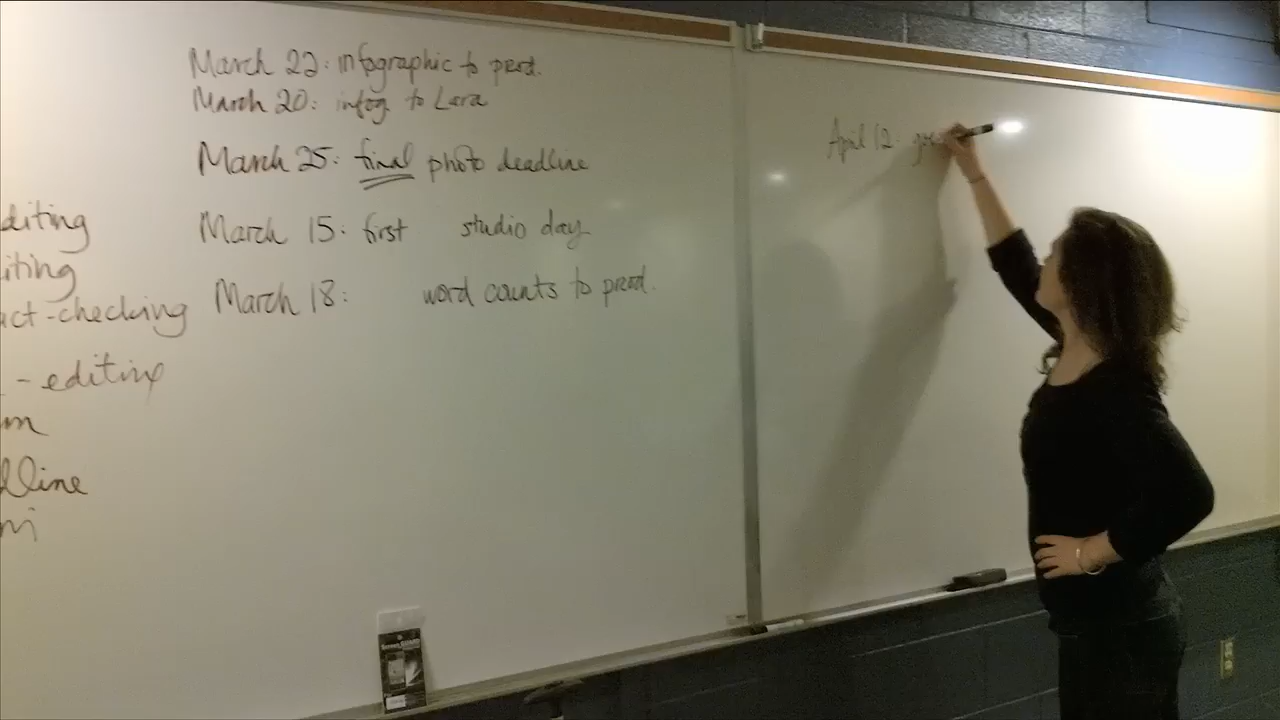 March 22: infographic to prod.
March 20: infog. to Lara
March 25: final photo deadline
March 15: first studio day
March 18: word counts to prod.
diting
iting
act-checking
- editing
m
dline
April 12: